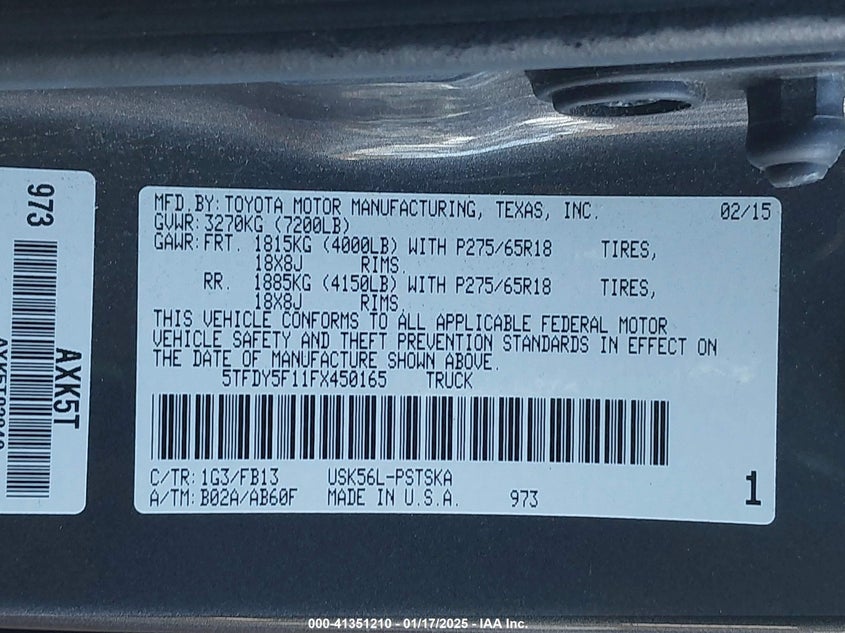 973
AXK5T
MFD.BY: TOYOTA MOTOR MANUFACTURING, TEXAS, INC. 02/15
GVWR: 3270KG (7200LB)
GAWR: FRT. 1815KG (4000LB) WITH P275/65R18 TIRES,
18X8J RIMS.
RR. 1885KG (4150LB) WITH P275/65R18 TIRES,
18X8J RIMS.
THIS VEHICLE CONFORMS TO ALL APPLICABLE FEDERAL MOTOR
VEHICLE SAFETY AND THEFT PREVENTION STANDARDS IN EFFECT ON
THE DATE OF MANUFACTURE SHOWN ABOVE.
5TFDY5F11FX450165 TRUCK
C/TR: 1G3/FB13 USK56L-PSTSKA
A/TM: B02A/AB60F MADE IN U.S.A. 973 1
000-41351210 - 01/17/2025 - IAA Inc.